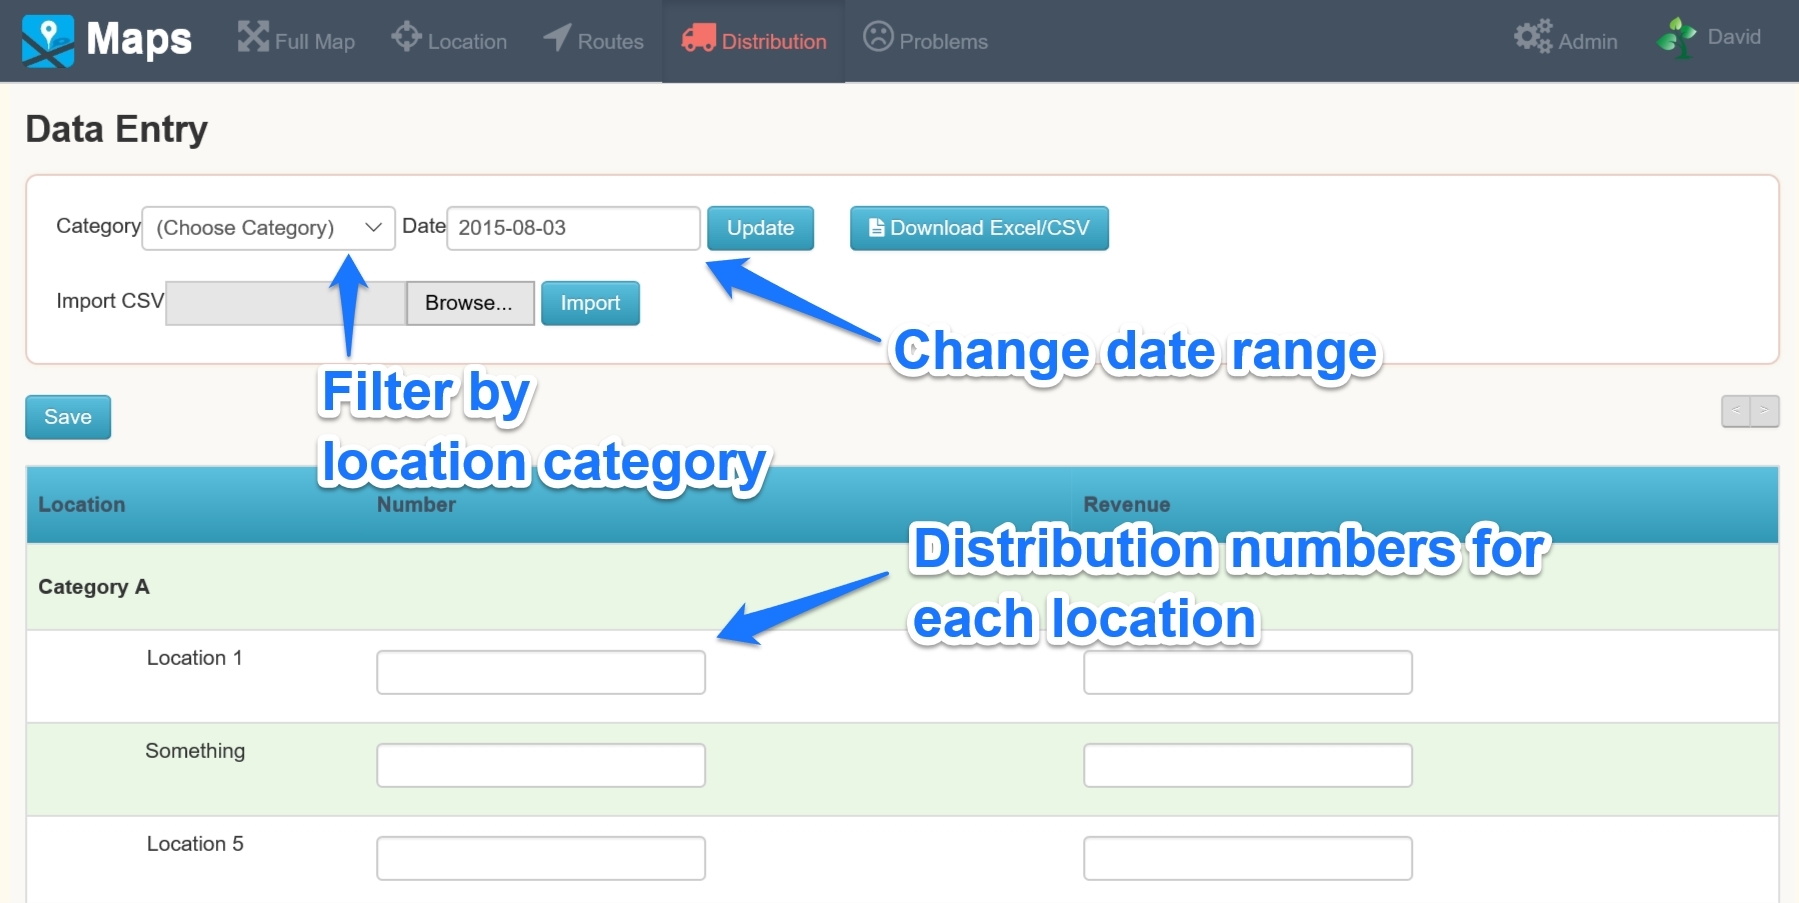 Maps Full Map Location Routes Distribution Problems Admin David
Data Entry
Category (Choose Category) Date 2015-08-03 Update Download Excel/CSV
Import CSV Browse... Import
Change date range
Filter by
location category
Save < >
Location Number Revenue
Distribution numbers for
each location
Category A
Location 1
Something
Location 5